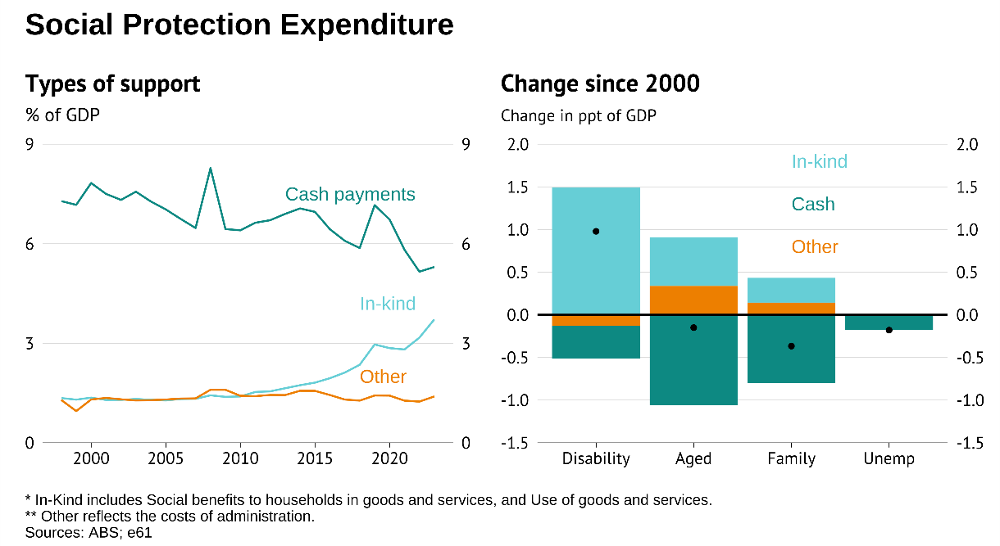 Social Protection Expenditure
Types of support
% of GDP
9
9
6
6
3
3
0
0
Cash payments
In-kind
Other
2000 2005 2010 2015 2020
Change since 2000
Change in ppt of GDP
2.0
2.0
1.5
1.5
1.0
1.0
0.5
0.5
0.0
0.0
-0.5
-0.5
-1.0
-1.0
-1.5
-1.5
In-kind
Cash
Other
Disability Aged Family Unemp
* In-Kind includes Social benefits to households in goods and services, and Use of goods and services.
** Other reflects the costs of administration.
Sources: ABS; e61